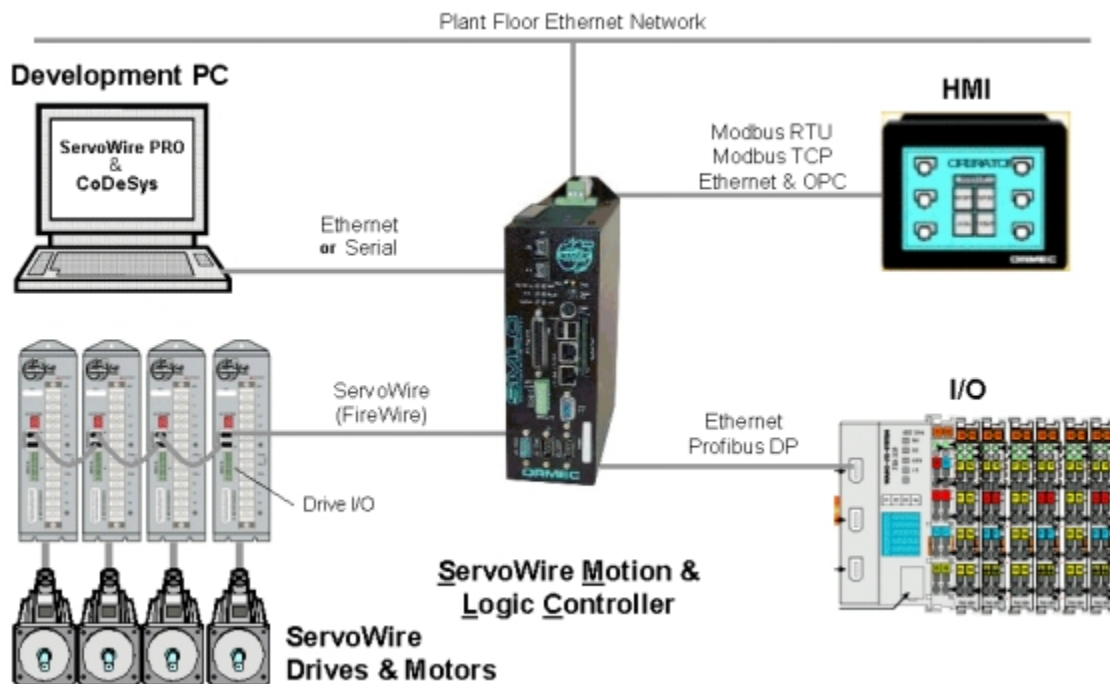 Plant Floor Ethernet Network
Development PC
ServoWire PRO
&
CoDeSys
HMI
Modbus RTU
Modbus TCP
Ethernet & OPC
OPERATOR
ORMEC
Ethernet
or Serial
SMLC
ORMEC
ServoWire
(FireWire)
Drive I/O
I/O
Ethernet
Profibus DP
ServoWire Motion &
Logic Controller
ServoWire
Drives & Motors